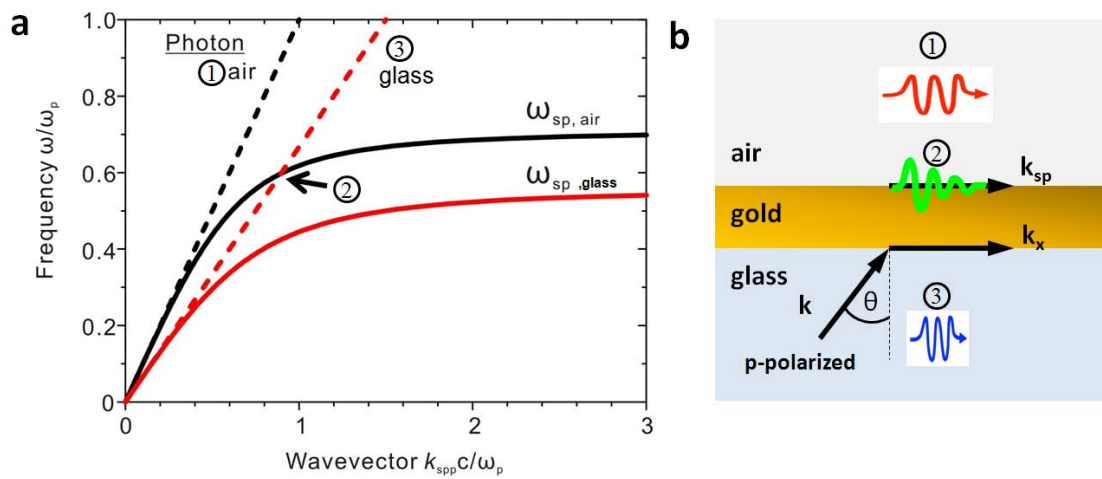 a
b
1.0
0.8
0.6
0.4
0.2
0
0
1
2
3
Frequency ω/ωp
Wavevector kspp c/ωp
Photon
① air
③
glass
②
ωsp, air
ωsp ,glass
①
②
air
ksp
gold
kx
glass
k
θ
③
p-polarized